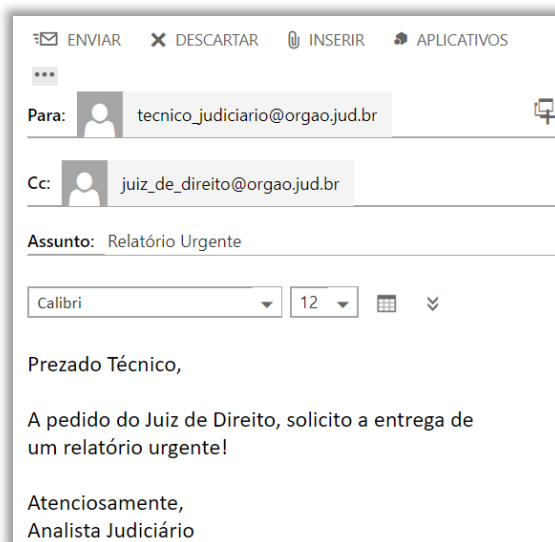 ENVIAR DESCARTAR INSERIR APLICATIVOS
Para: tecnico_judiciario@orgao.jud.br
Cc: juiz_de_direito@orgao.jud.br
Assunto: Relatório Urgente
Calibri 12
Prezado Técnico,
A pedido do Juiz de Direito, solicito a entrega de
um relatório urgente!
Atenciosamente,
Analista Judiciário